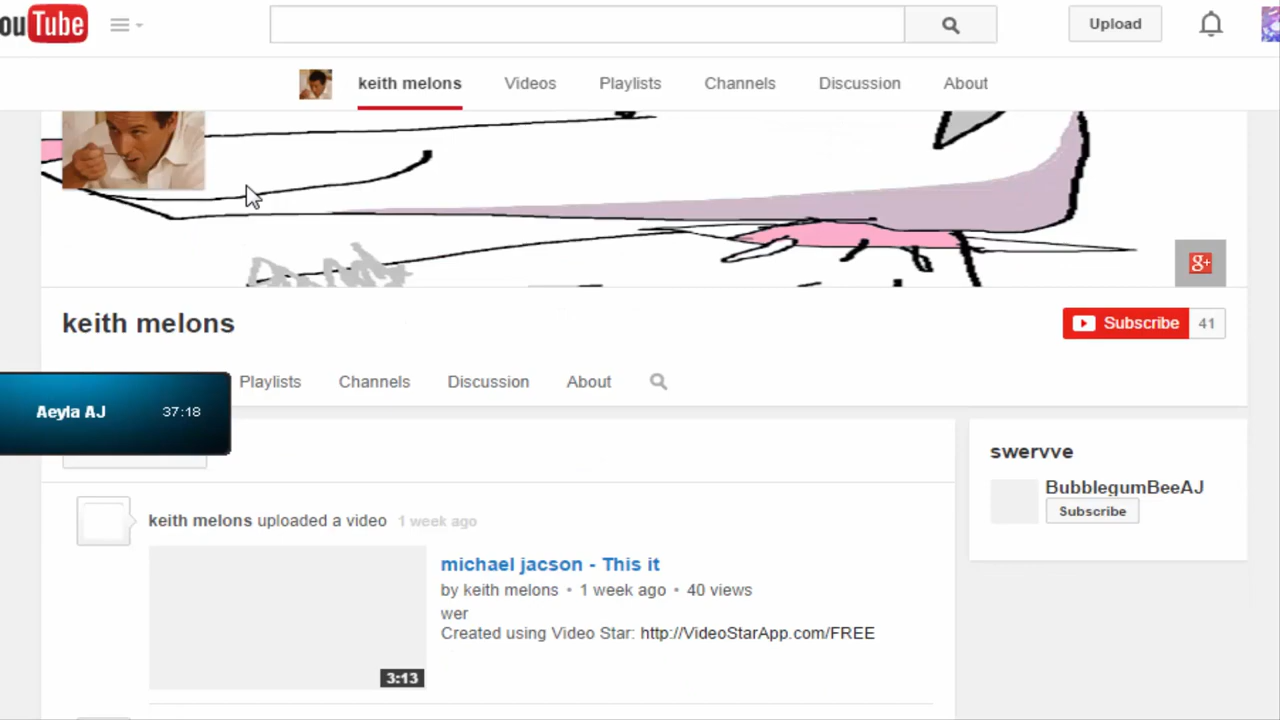 ouTube
Upload
keith melons Videos Playlists Channels Discussion About
g+
keith melons
Subscribe 41
Playlists Channels Discussion About
Aeyla AJ 37:18
swervve
BubblegumBeeAJ
Subscribe
keith melons uploaded a video 1 week ago
michael jacson - This it
by keith melons • 1 week ago • 40 views
wer
Created using Video Star: http://VideoStarApp.com/FREE
3:13